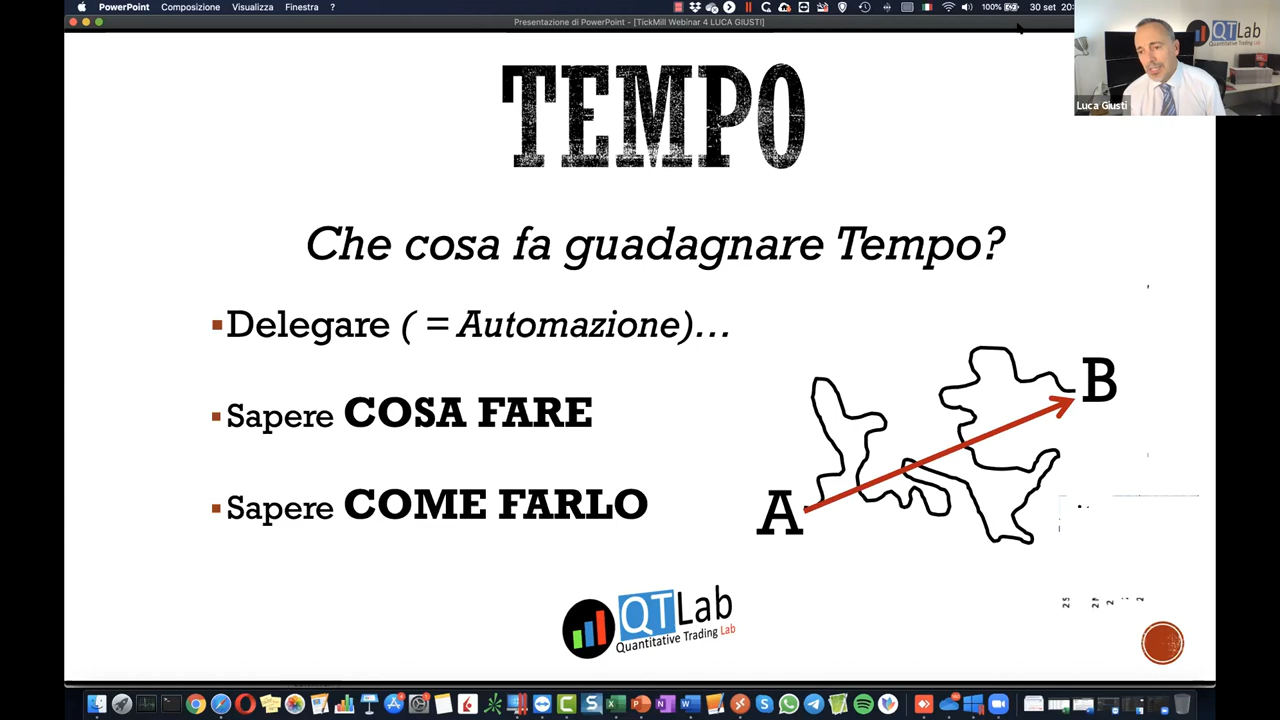 PowerPoint Composizione Visualizza Finestra ?
100%
30 set 20:
Presentazione di PowerPoint - [TickMill Webinar 4 LUCA GIUSTI]
QTLab
Quantitative Trading Lab
Luca Giusti
TEMPO
Che cosa fa guadagnare Tempo?
Delegare ( = Automazione)...
Sapere COSA FARE
Sapere COME FARLO
A
B
QTLab
Quantitative Trading Lab